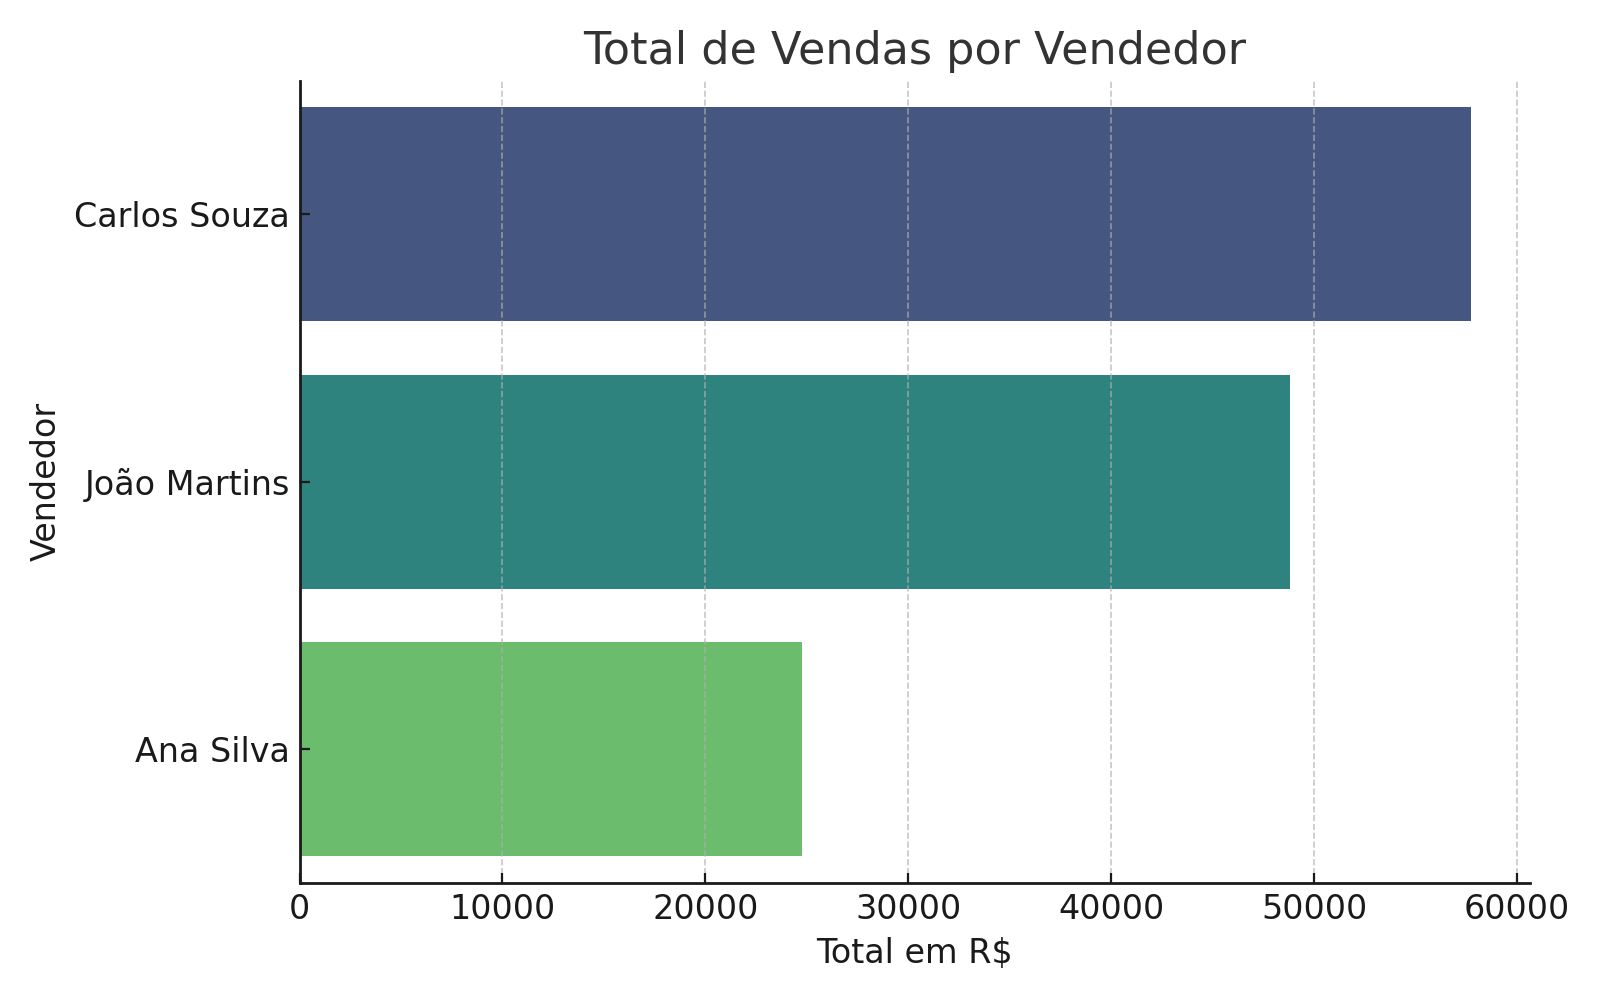 Total de Vendas por Vendedor
Vendedor
Carlos Souza
João Martins
Ana Silva
0 10000 20000 30000 40000 50000 60000
Total em R$